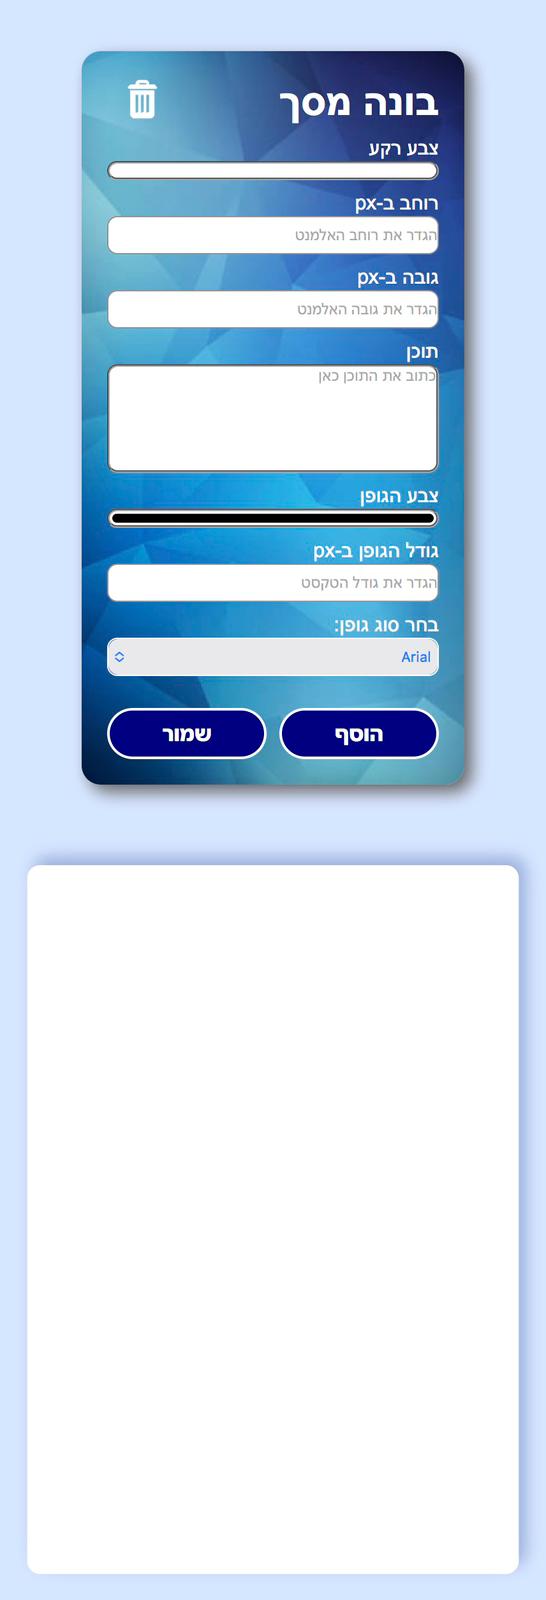 בונה מסך
צבע רקע
רוחב ב-px
הגדר את רוחב האלמנט
גובה ב-px
הגדר את גובה האלמנט
תוכן
כתוב את התוכן כאן
צבע הגופן
גודל הגופן ב-px
הגדר את גודל הטקסט
בחר סוג גופן:
Arial
הוסף
שמור